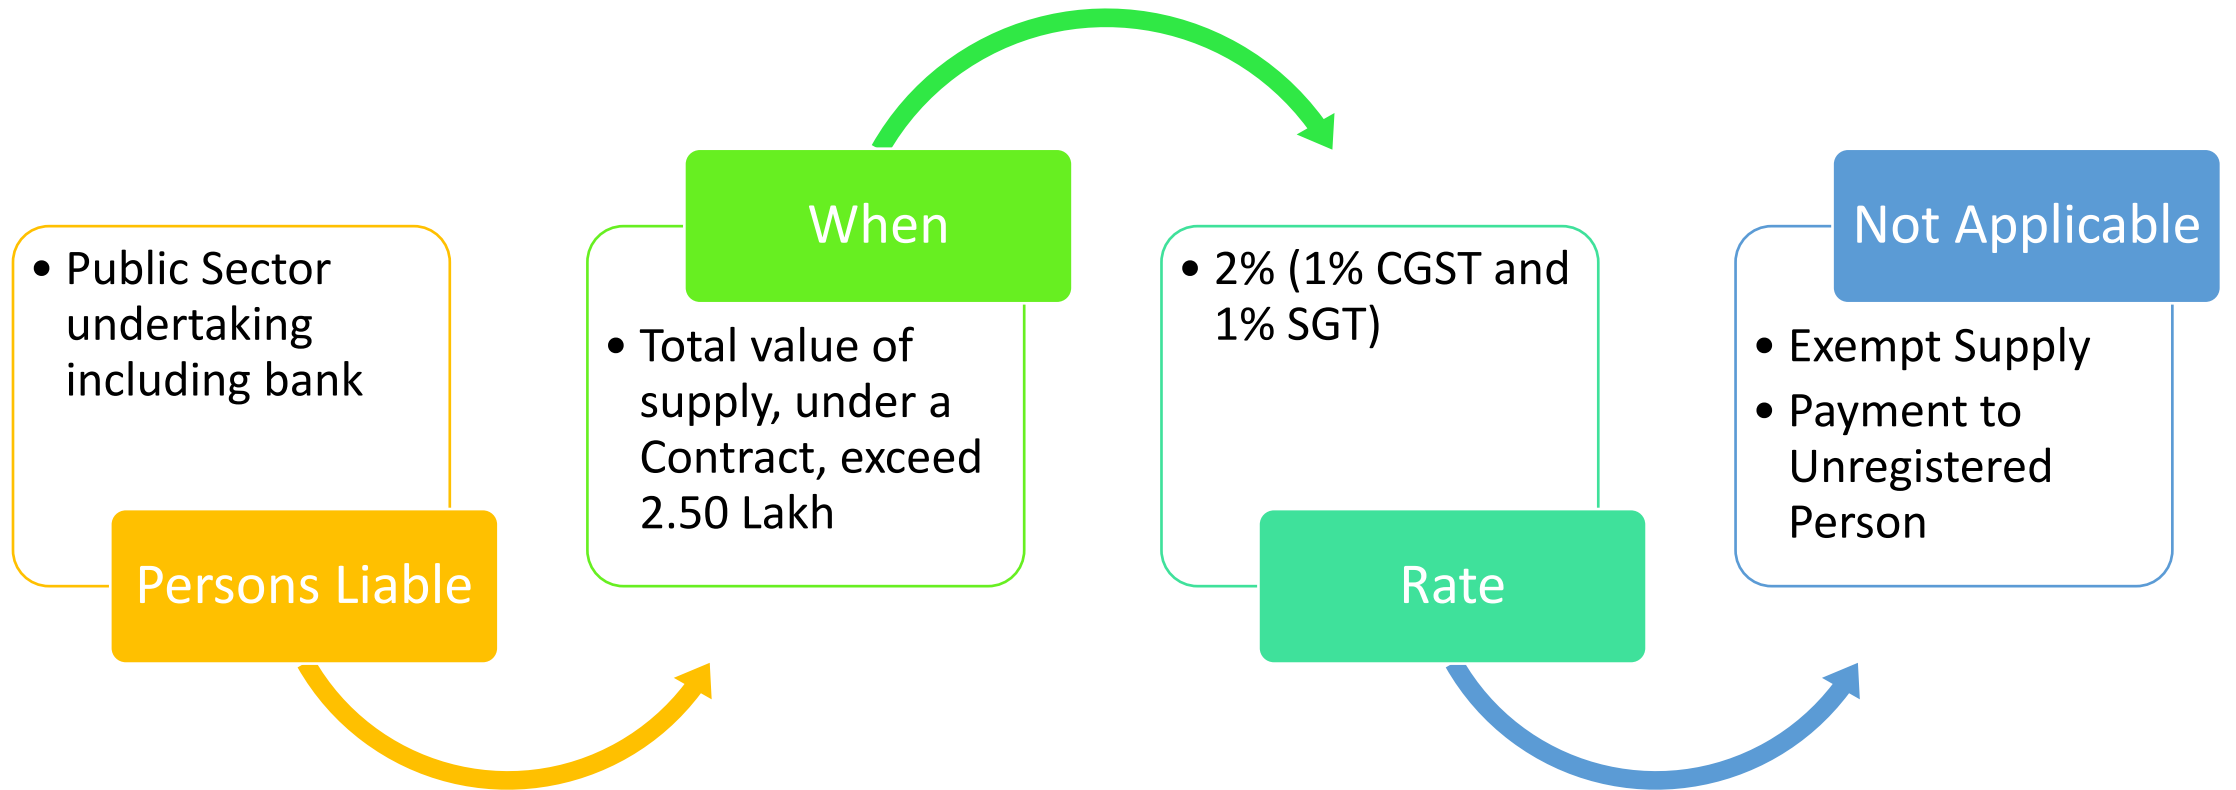 • Public Sector
undertaking
including bank
Persons Liable
When
• Total value of
supply, under a
Contract, exceed
2.50 Lakh
• 2% (1% CGST and
1% SGT)
Rate
Not Applicable
• Exempt Supply
• Payment to
Unregistered
Person